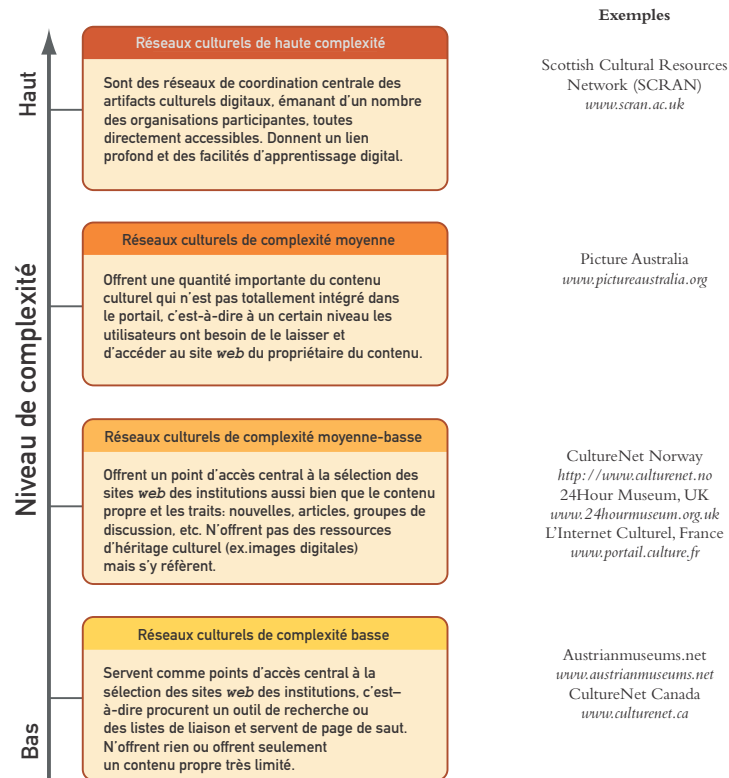 Exemples
Haut
Réseaux culturels de haute complexité
Sont des réseaux de coordination centrale des
artifacts culturels digitaux, émanant d'un nombre
des organisations participantes, toutes
directement accessibles. Donnent un lien
profond et des facilités d'apprentissage digital.
Scottish Cultural Resources
Network (SCRAN)
www.scran.ac.uk
Niveau de complexité
Réseaux culturels de complexité moyenne
Offrent une quantité importante du contenu
culturel qui n'est pas totalement intégré dans
le portail, c'est-à-dire à un certain niveau les
utilisateurs ont besoin de le laisser et
d'accéder au site web du propriétaire du contenu.
Picture Australia
www.pictureaustralia.org
Réseaux culturels de complexité moyenne-basse
Offrent un point d'accès central à la sélection des
sites web des institutions aussi bien que le contenu
propre et les traits: nouvelles, articles, groupes de
discussion, etc. N'offrent pas des ressources
d'héritage culturel (ex.images digitales)
mais s'y réfèrent.
CultureNet Norway
http://www.culturenet.no
24Hour Museum, UK
www.24hourmuseum.org.uk
L'Internet Culturel, France
www.portail.culture.fr
Réseaux culturels de complexité basse
Servent comme points d'accès central à la
sélection des sites web des institutions, c'est–
à-dire procurent un outil de recherche ou
des listes de liaison et servent de page de saut.
N'offrent rien ou offrent seulement
un contenu propre très limité.
Austrianmuseums.net
www.austrianmuseums.net
CultureNet Canada
www.culturenet.ca
Bas